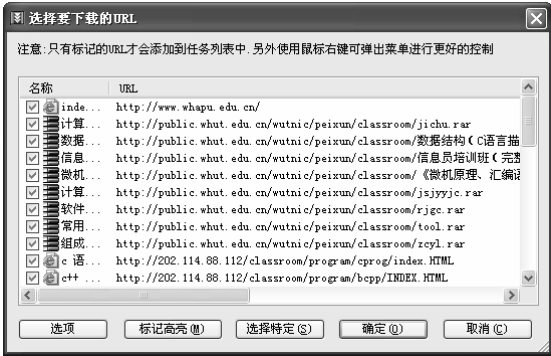 选择要下载的URL
注意:只有标记的URL才会添加到任务列表中.另外使用鼠标右键可弹出菜单进行更好的控制
名称 URL
inde... http://www.whapu.edu.cn/
计算... http://public.whut.edu.cn/wutnic/peixun/classroom/jichu.rar
数据... http://public.whut.edu.cn/wutnic/peixun/classroom/数据结构(C语言描
信息... http://public.whut.edu.cn/wutnic/peixun/classroom/信息员培训班(完整
微机... http://public.whut.edu.cn/wutnic/peixun/classroom/《微机原理、汇编语
计算... http://public.whut.edu.cn/wutnic/peixun/classroom/jsjyyjc.rar
软件... http://public.whut.edu.cn/wutnic/peixun/classroom/rjgc.rar
常用... http://public.whut.edu.cn/wutnic/peixun/classroom/tool.rar
组成... http://public.whut.edu.cn/wutnic/peixun/classroom/zcyl.rar
c 语... http://202.114.88.112/classroom/program/cprog/index.HTML
c++ ... http://202.114.88.112/classroom/program/bcpp/INDEX.HTML
选项 标记高亮(M) 选择特定(S) 确定(O) 取消(C)